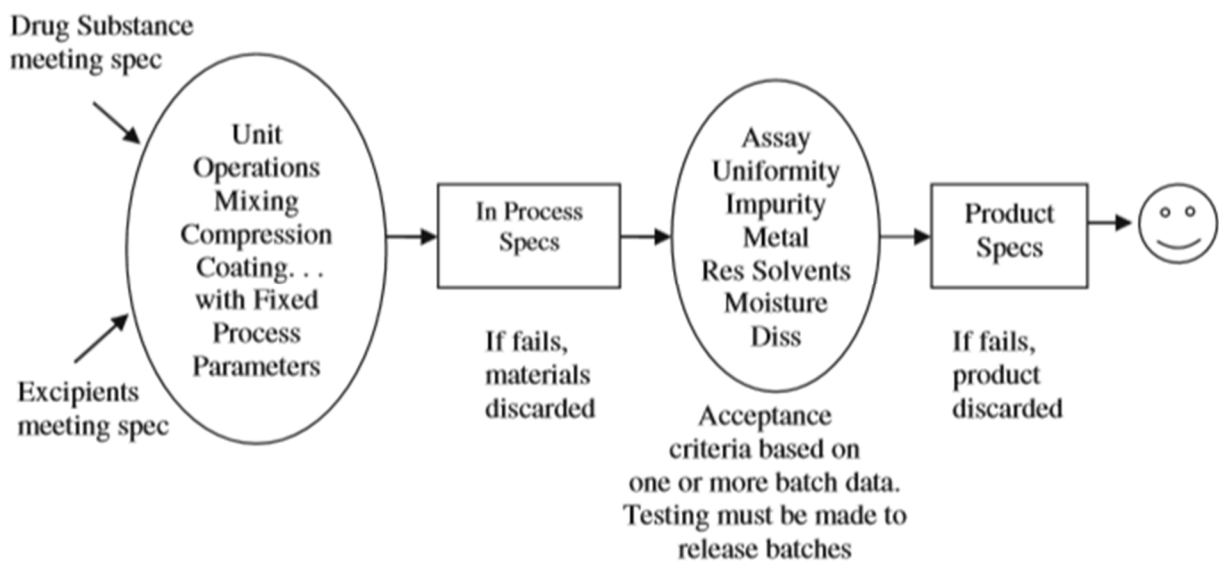 Drug Substance
meeting spec
Excipients
meeting spec
Unit
Operations
Mixing
Compression
Coating. . .
with Fixed
Process
Parameters
In Process
Specs
If fails,
materials
discarded
Assay
Uniformity
Impurity
Metal
Res Solvents
Moisture
Diss
Acceptance
criteria based on
one or more batch data.
Testing must be made to
release batches
Product
Specs
If fails,
product
discarded